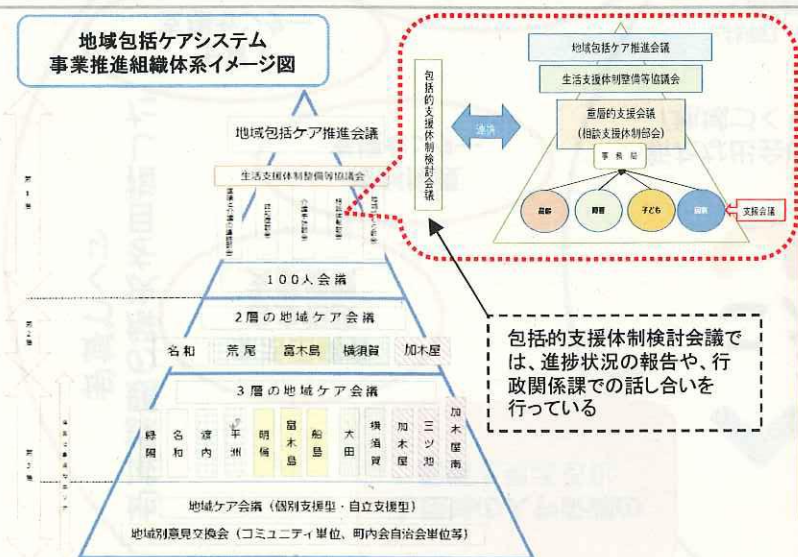 地域包括ケアシステム
事業推進組織体系イメージ図
地域包括ケア推進会議
生活支援体制整備等協議会
100人会議
2層の地域ケア会議
名和
荒尾
富木島
横須賀
加木屋
3層の地域ケア会議
緑陽
名和
渡内
平洲
明倫
富木島
船島
大田
横須賀
加木屋
三ツ池
加木屋南
地域ケア会議(個別支援型・自立支援型)
地域別意見交換会(コミュニティ単位、町内会自治会単位等)
包括的支援体制検討会議
連携
地域包括ケア推進会議
生活支援体制整備等協議会
重層的支援会議
(相談支援体制部会)
事務局
高齢
障害
子ども
困窮
支援会議
包括的支援体制検討会議で
は、進捗状況の報告や、行
政関係課での話し合いを
行っている